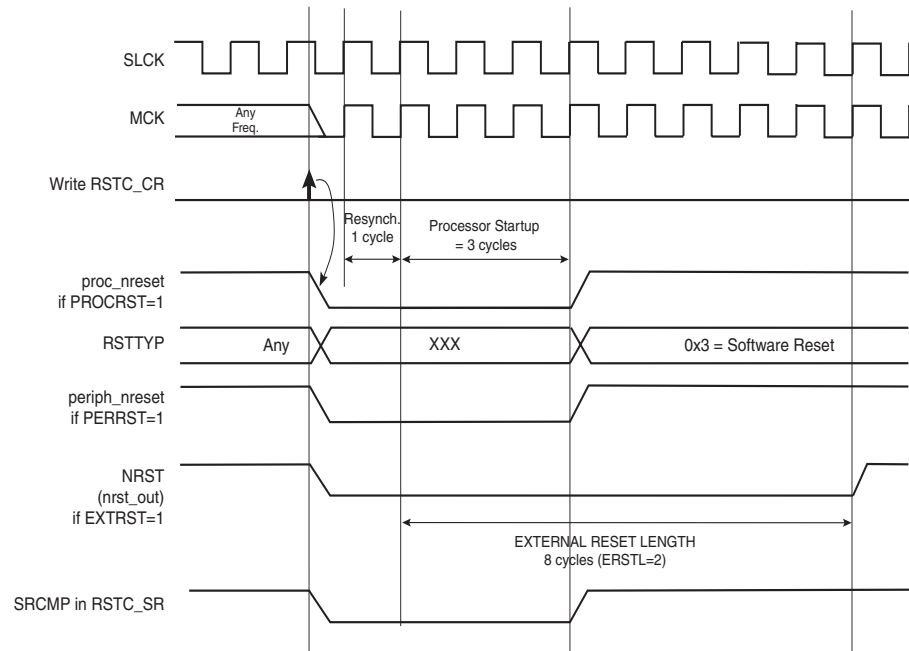 SLCK
MCK
Any
Freq.
Write RSTC_CR
Resynch.
1 cycle
Processor Startup
= 3 cycles
proc_nreset
if PROCRST=1
RSTTYP
Any
XXX
0x3 = Software Reset
periph_nreset
if PERRST=1
NRST
(nrst_out)
if EXTRST=1
EXTERNAL RESET LENGTH
8 cycles (ERSTL=2)
SRCMP in RSTC_SR